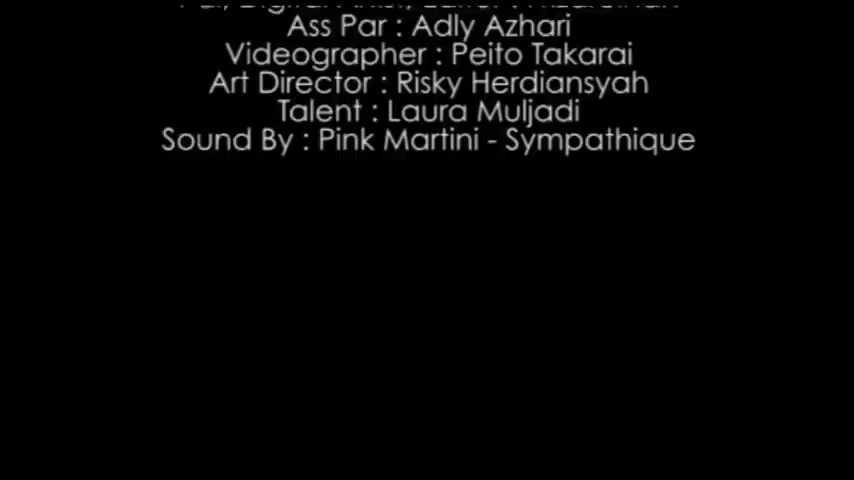 Ass Par : Adly Azhari
Videographer : Peito Takarai
Art Director : Risky Herdiansyah
Talent : Laura Muljadi
Sound By : Pink Martini - Sympathique